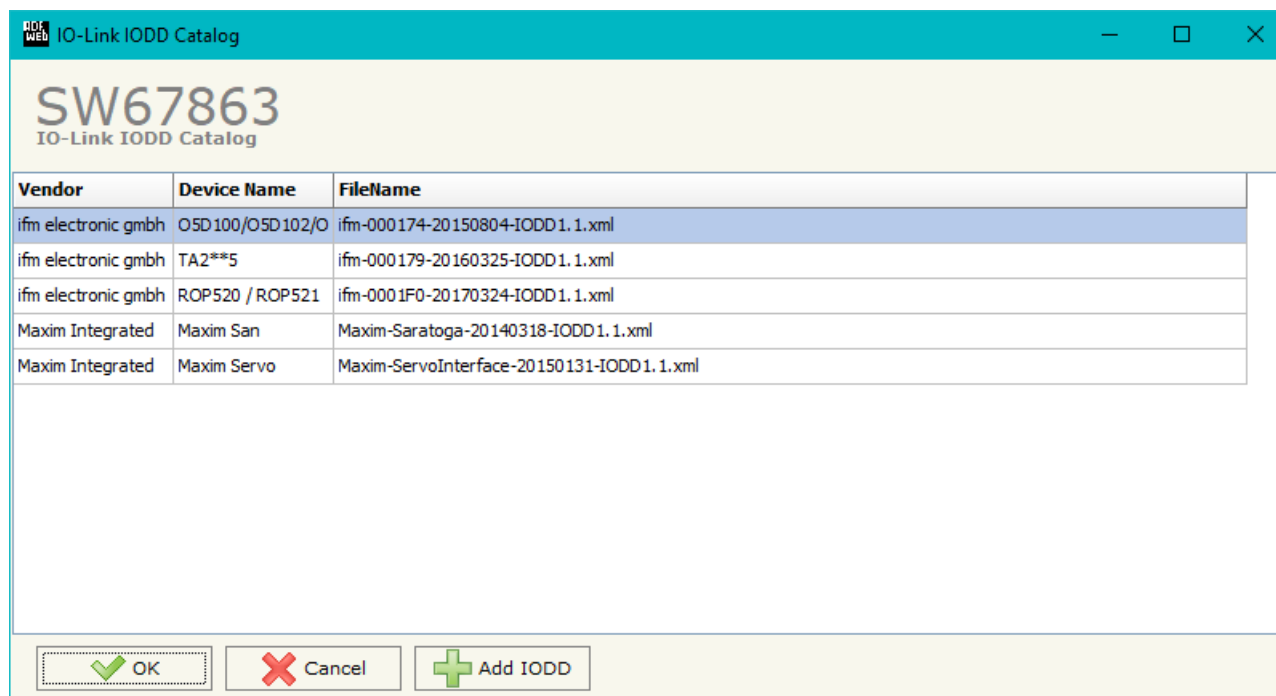 ADF
WEB IO-Link IODD Catalog
SW67863
IO-Link IODD Catalog
Vendor Device Name FileName
ifm electronic gmbh O5D100/O5D102/O ifm-000174-20150804-IODD1.1.xml
ifm electronic gmbh TA2**5 ifm-000179-20160325-IODD1.1.xml
ifm electronic gmbh ROP520 / ROP521 ifm-0001F0-20170324-IODD1.1.xml
Maxim Integrated Maxim San Maxim-Saratoga-20140318-IODD1.1.xml
Maxim Integrated Maxim Servo Maxim-ServoInterface-20150131-IODD1.1.xml
OK Cancel Add IODD